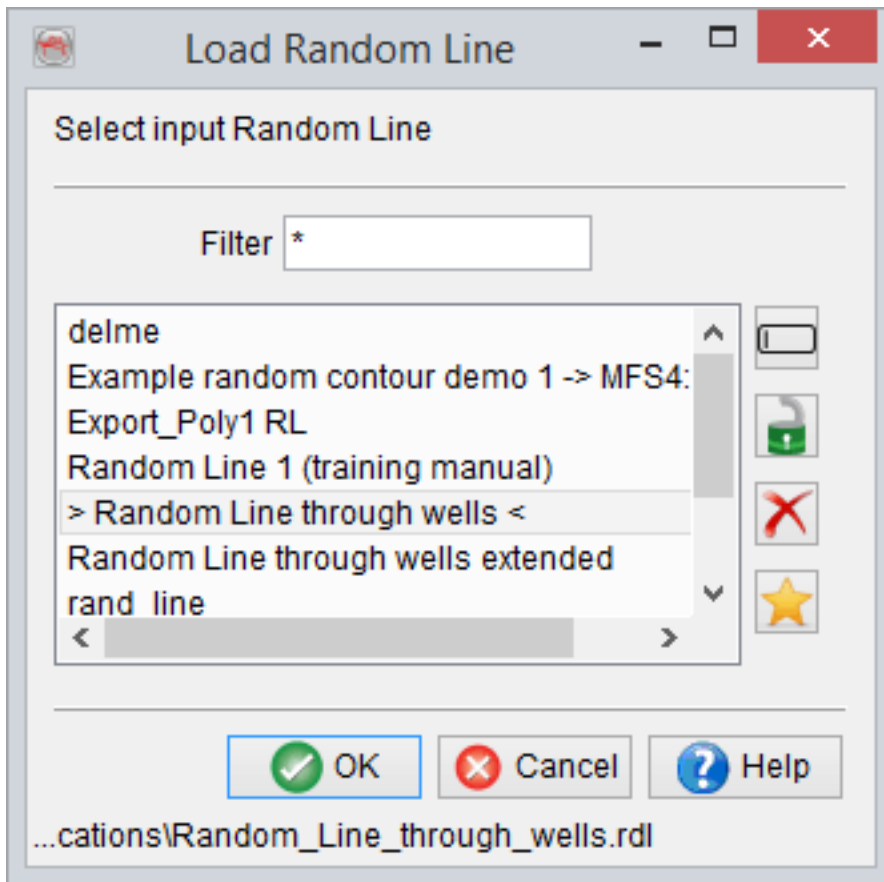 Load Random Line
Select input Random Line
Filter *
delme
Example random contour demo 1 -> MFS4:
Export_Poly1 RL
Random Line 1 (training manual)
> Random Line through wells <
Random Line through wells extended
rand_line
OK Cancel Help
...cations\Random_Line_through_wells.rdl